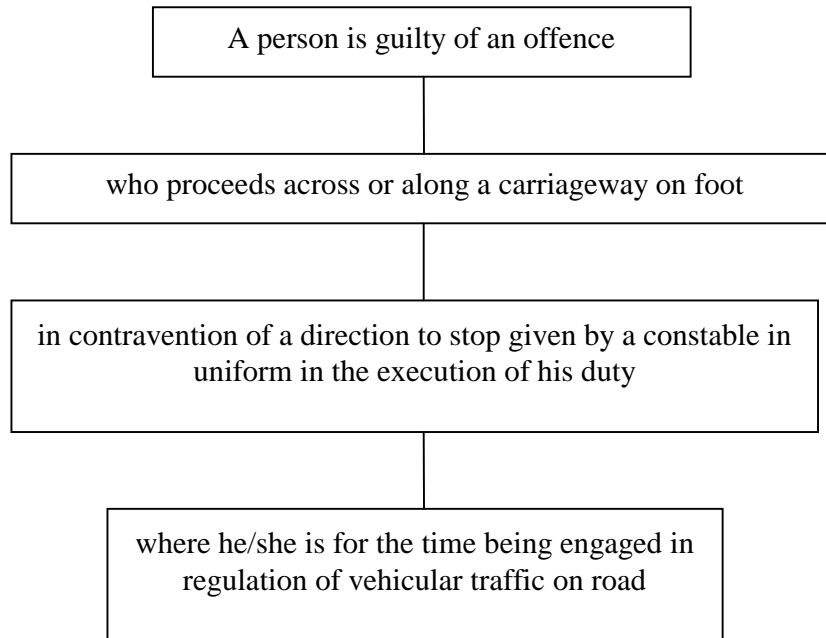 A person is guilty of an offence
who proceeds across or along a carriageway on foot
in contravention of a direction to stop given by a constable in
uniform in the execution of his duty
where he/she is for the time being engaged in
regulation of vehicular traffic on road